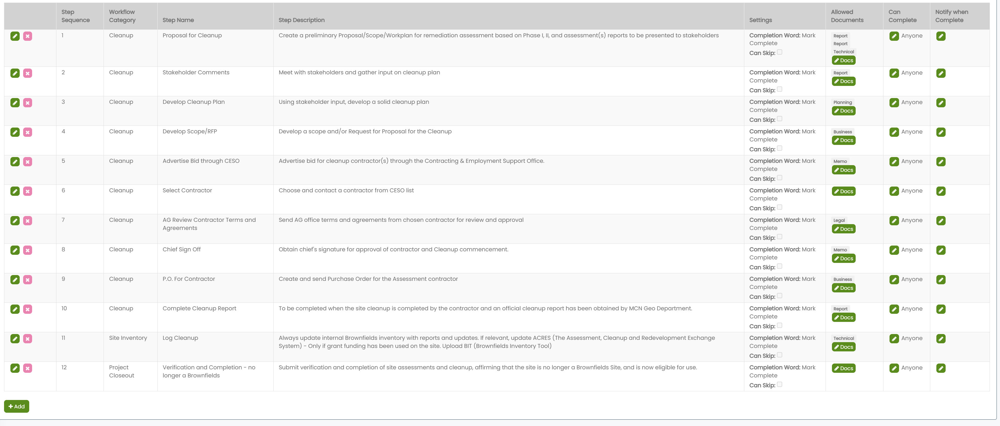 Step Sequence
Workflow Category
Step Name
Step Description
Settings
Allowed Documents
Can Complete
Notify when Complete
1
Cleanup
Proposal for Cleanup
Create a preliminary Proposal/Scope/Workplan for remediation assessment based on Phase I, II, and assessment(s) reports to be presented to stakeholders
Completion Word: Mark
Complete
Can Skip:
Report
Report
Technical
Docs
Anyone
2
Cleanup
Stakeholder Comments
Meet with stakeholders and gather input on cleanup plan
Completion Word: Mark
Complete
Can Skip:
Report
Docs
Anyone
3
Cleanup
Develop Cleanup Plan
Using stakeholder input, develop a solid cleanup plan
Completion Word: Mark
Complete
Can Skip:
Planning
Docs
Anyone
4
Cleanup
Develop Scope/RFP
Develop a scope and/or Request for Proposal for the Cleanup
Completion Word: Mark
Complete
Can Skip:
Business
Docs
Anyone
5
Cleanup
Advertise Bid through CESO
Advertise bid for cleanup contractor(s) through the Contracting & Employment Support Office.
Completion Word: Mark
Complete
Can Skip:
Memo
Docs
Anyone
6
Cleanup
Select Contractor
Choose and contact a contractor from CESO list
Completion Word: Mark
Complete
Can Skip:
Docs
Anyone
7
Cleanup
AG Review Contractor Terms and
Agreements
Send AG office terms and agreements from chosen contractor for review and approval
Completion Word: Mark
Complete
Can Skip:
Legal
Docs
Anyone
8
Cleanup
Chief Sign Off
Obtain chief's signature for approval of contractor and Cleanup commencement.
Completion Word: Mark
Complete
Can Skip:
Memo
Docs
Anyone
9
Cleanup
P.O. For Contractor
Create and send Purchase Order for the Assessment contractor
Completion Word: Mark
Complete
Can Skip:
Business
Docs
Anyone
10
Cleanup
Complete Cleanup Report
To be completed when the site cleanup is completed by the contractor and an official cleanup report has been obtained by MCN Geo Department.
Completion Word: Mark
Complete
Can Skip:
Report
Docs
Anyone
11
Site Inventory
Log Cleanup
Always update internal Brownfields inventory with reports and updates. If relevant, update ACRES (The Assessment, Cleanup and Redevelopment Exchange
System) - Only if grant funding has been used on the site. Upload BIT (Brownfields Inventory Tool)
Completion Word: Mark
Complete
Can Skip:
Technical
Docs
Anyone
12
Project
Closeout
Verification and Completion - no
longer a Brownfields
Submit verification and completion of site assessments and cleanup, affirming that the site is no longer a Brownfields Site, and is now eligible for use.
Completion Word: Mark
Complete
Can Skip:
Docs
Anyone
Add